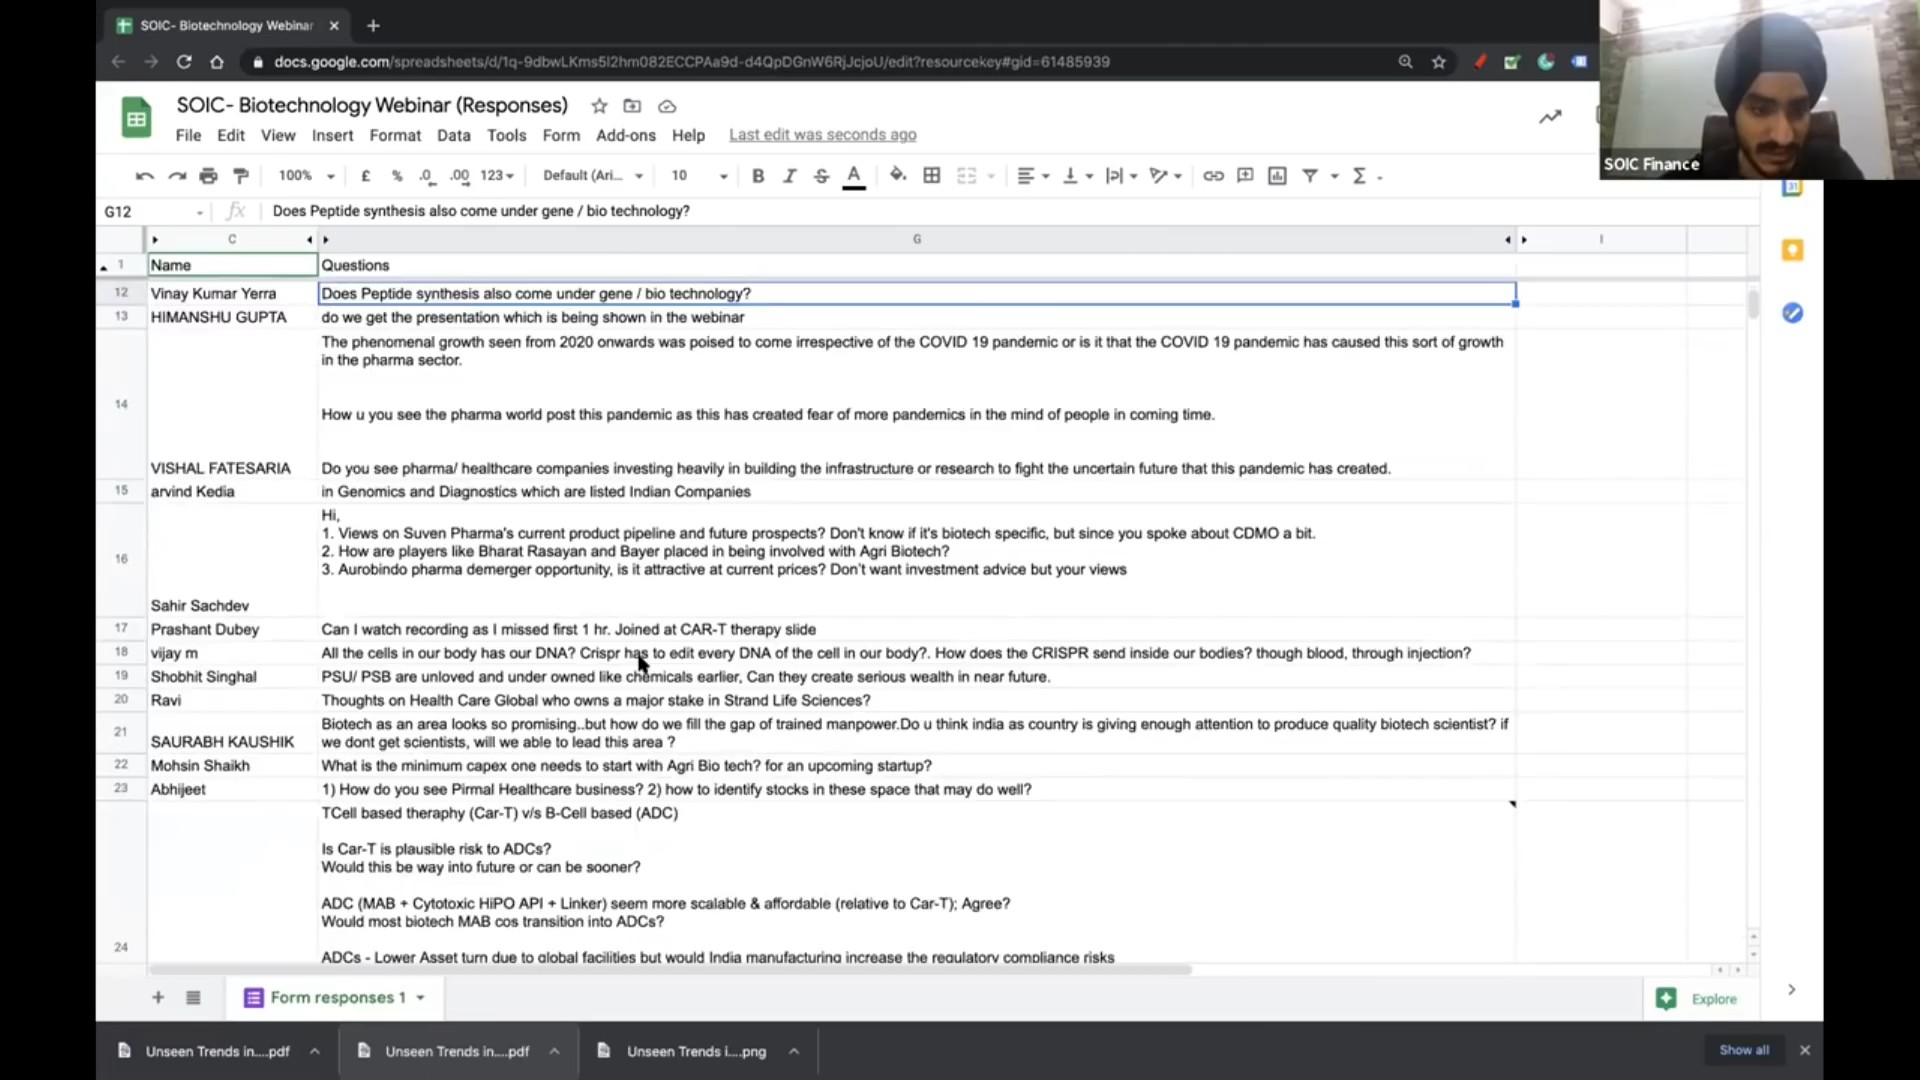 SOIC- Biotechnology Webinar
docs.google.com/spreadsheets/d/1q-9dbwLKms5l2hm082ECCPAa9d-d4QpDGnW6RjJcjoU/edit?resourcekey#gid=61485939
SOIC- Biotechnology Webinar (Responses)
File Edit View Insert Format Data Tools Form Add-ons Help Last edit was seconds ago
SOIC Finance
100% £ % .0 .00 123 Default (Ari... 10 B I S A Σ
31
G12 fx Does Peptide synthesis also come under gene / bio technology?
C G I
1 Name Questions
12 Vinay Kumar Yerra Does Peptide synthesis also come under gene / bio technology?
13 HIMANSHU GUPTA do we get the presentation which is being shown in the webinar
The phenomenal growth seen from 2020 onwards was poised to come irrespective of the COVID 19 pandemic or is it that the COVID 19 pandemic has caused this sort of growth
in the pharma sector.
14
How u you see the pharma world post this pandemic as this has created fear of more pandemics in the mind of people in coming time.
VISHAL FATESARIA Do you see pharma/ healthcare companies investing heavily in building the infrastructure or research to fight the uncertain future that this pandemic has created.
15 arvind Kedia in Genomics and Diagnostics which are listed Indian Companies
Hi,
1. Views on Suven Pharma's current product pipeline and future prospects? Don't know if it's biotech specific, but since you spoke about CDMO a bit.
2. How are players like Bharat Rasayan and Bayer placed in being involved with Agri Biotech?
16
3. Aurobindo pharma demerger opportunity, is it attractive at current prices? Don't want investment advice but your views
Sahir Sachdev
17 Prashant Dubey Can I watch recording as I missed first 1 hr. Joined at CAR-T therapy slide
18 vijay m All the cells in our body has our DNA? Crispr has to edit every DNA of the cell in our body?. How does the CRISPR send inside our bodies? though blood, through injection?
19 Shobhit Singhal PSU/ PSB are unloved and under owned like chemicals earlier, Can they create serious wealth in near future.
20 Ravi Thoughts on Health Care Global who owns a major stake in Strand Life Sciences?
21 Biotech as an area looks so promising..but how do we fill the gap of trained manpower.Do u think india as country is giving enough attention to produce quality biotech scientist? if
SAURABH KAUSHIK we dont get scientists, will we able to lead this area ?
22 Mohsin Shaikh What is the minimum capex one needs to start with Agri Bio tech? for an upcoming startup?
23 Abhijeet 1) How do you see Pirmal Healthcare business? 2) how to identify stocks in these space that may do well?
TCell based theraphy (Car-T) v/s B-Cell based (ADC)
Is Car-T is plausible risk to ADCs?
Would this be way into future or can be sooner?
ADC (MAB + Cytotoxic HiPO API + Linker) seem more scalable & affordable (relative to Car-T); Agree?
Would most biotech MAB cos transition into ADCs?
24
ADCs - Lower Asset turn due to global facilities but would India manufacturing increase the regulatory compliance risks
Form responses 1
Explore
Unseen Trends in....pdf Unseen Trends in....pdf Unseen Trends i....png Show all